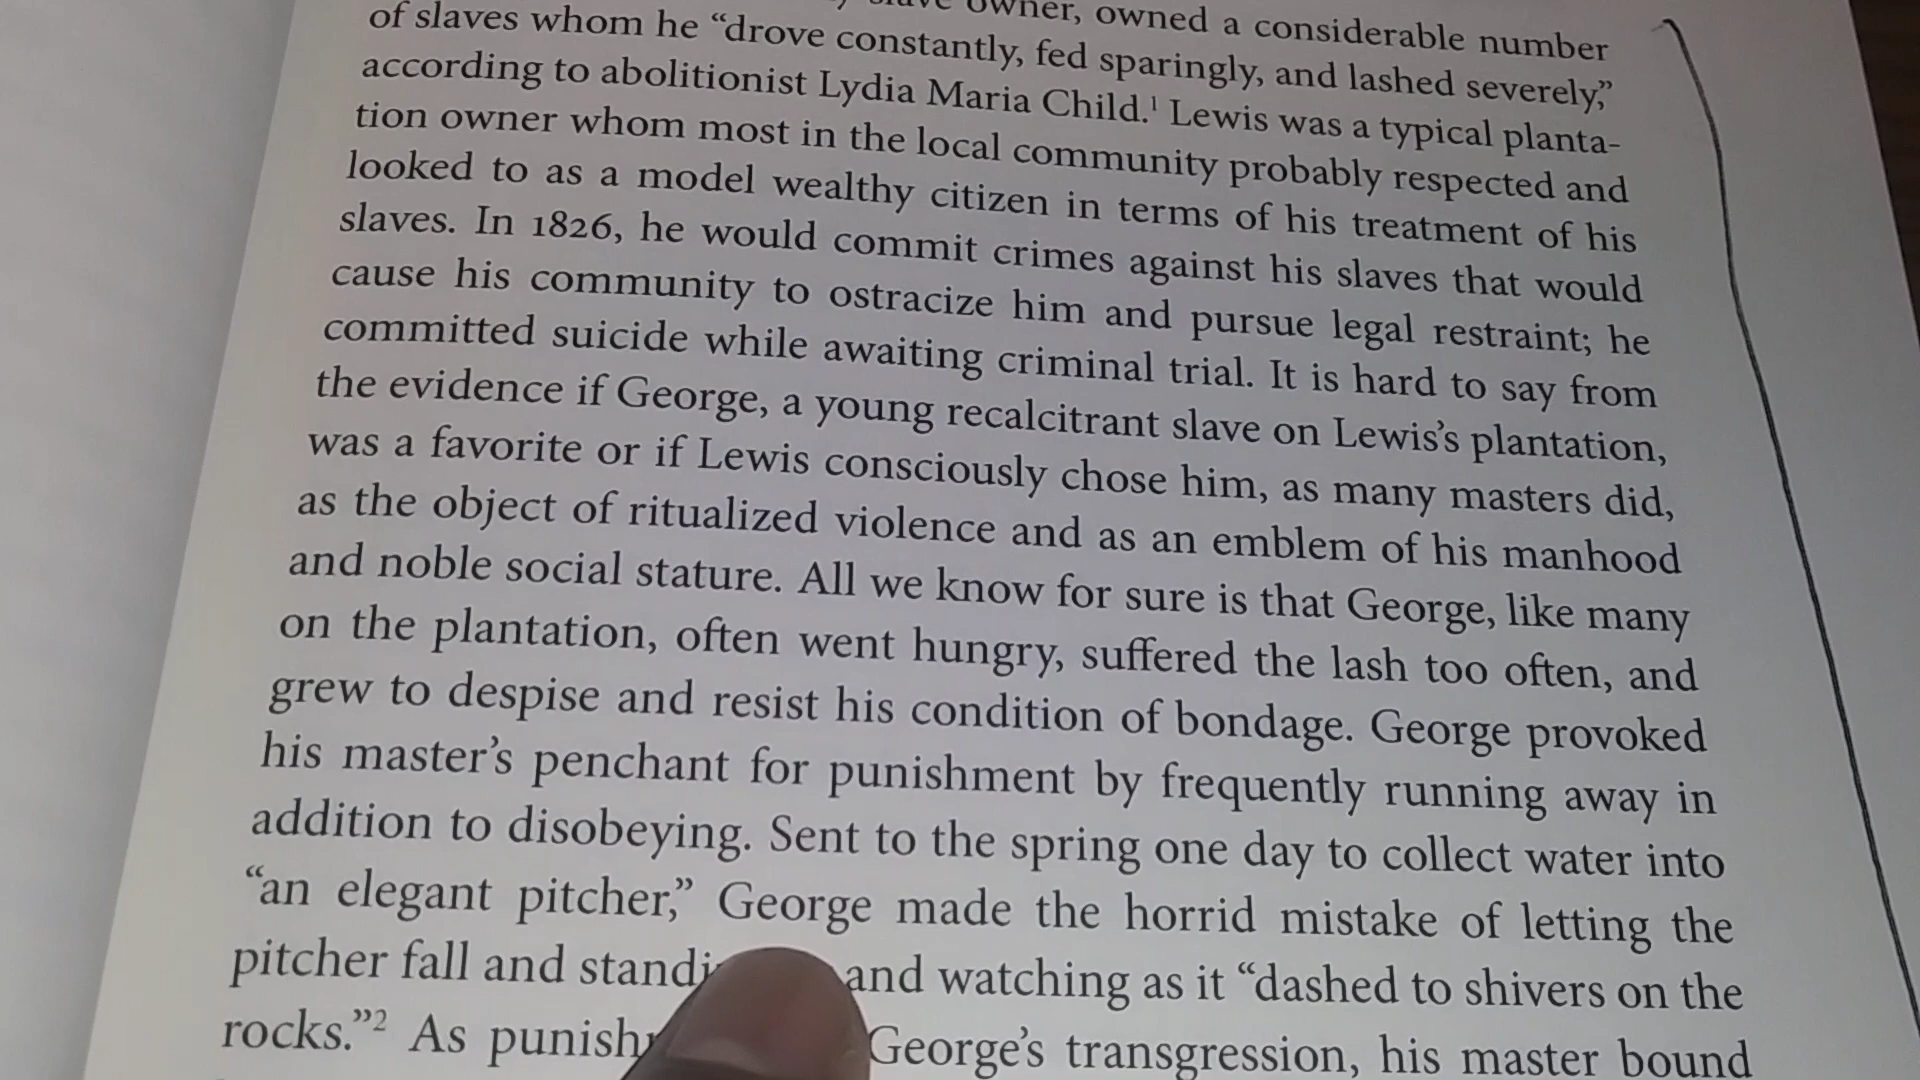 owner, owned a considerable number
of slaves whom he “drove constantly, fed sparingly, and lashed severely,”
according to abolitionist Lydia Maria Child.¹ Lewis was a typical planta-
tion owner whom most in the local community probably respected and
looked to as a model wealthy citizen in terms of his treatment of his
slaves. In 1826, he would commit crimes against his slaves that would
cause his community to ostracize him and pursue legal restraint; he
committed suicide while awaiting criminal trial. It is hard to say from
the evidence if George, a young recalcitrant slave on Lewis’s plantation,
was a favorite or if Lewis consciously chose him, as many masters did,
as the object of ritualized violence and as an emblem of his manhood
and noble social stature. All we know for sure is that George, like many
on the plantation, often went hungry, suffered the lash too often, and
grew to despise and resist his condition of bondage. George provoked
his master’s penchant for punishment by frequently running away in
addition to disobeying. Sent to the spring one day to collect water into
“an elegant pitcher,” George made the horrid mistake of letting the
pitcher fall and and watching as it “dashed to shivers on the
rocks.”² As George’s transgression, his master bound